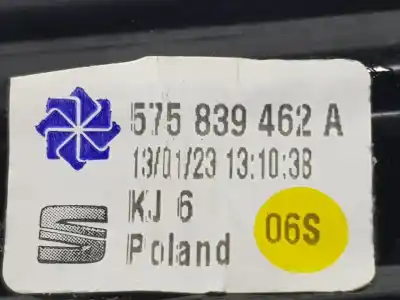 575 839 462 A
13/01/23 13:10:38
KJ 6
06S
Poland